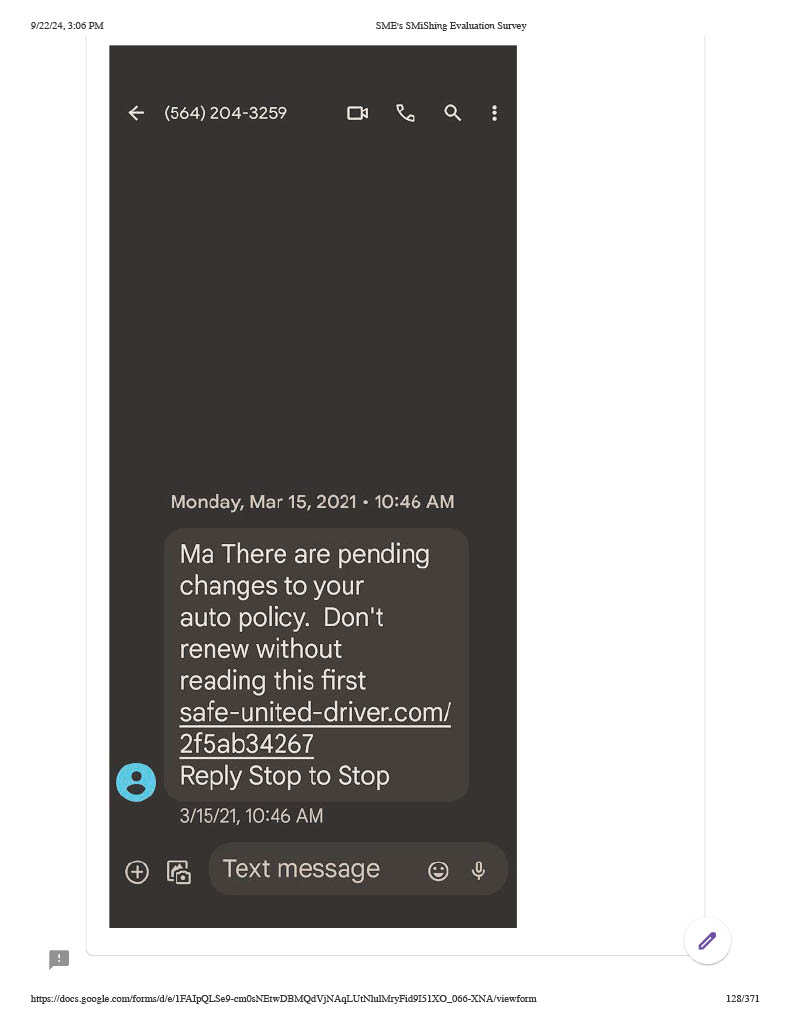 9/22/24, 3:06 PM
SME's SMiShing Evaluation Survey
(564) 204-3259
Monday, Mar 15, 2021 • 10:46 AM
Ma There are pending
changes to your
auto policy.  Don't
renew without
reading this first
safe-united-driver.com/
2f5ab34267
Reply Stop to Stop
3/15/21, 10:46 AM
Text message
https://docs.google.com/forms/d/e/1FAIpQLSe9-cm0sNEtwDBMQdVjNAqLUtNlulMryFid9I51XO_066-XNA/viewform
128/371